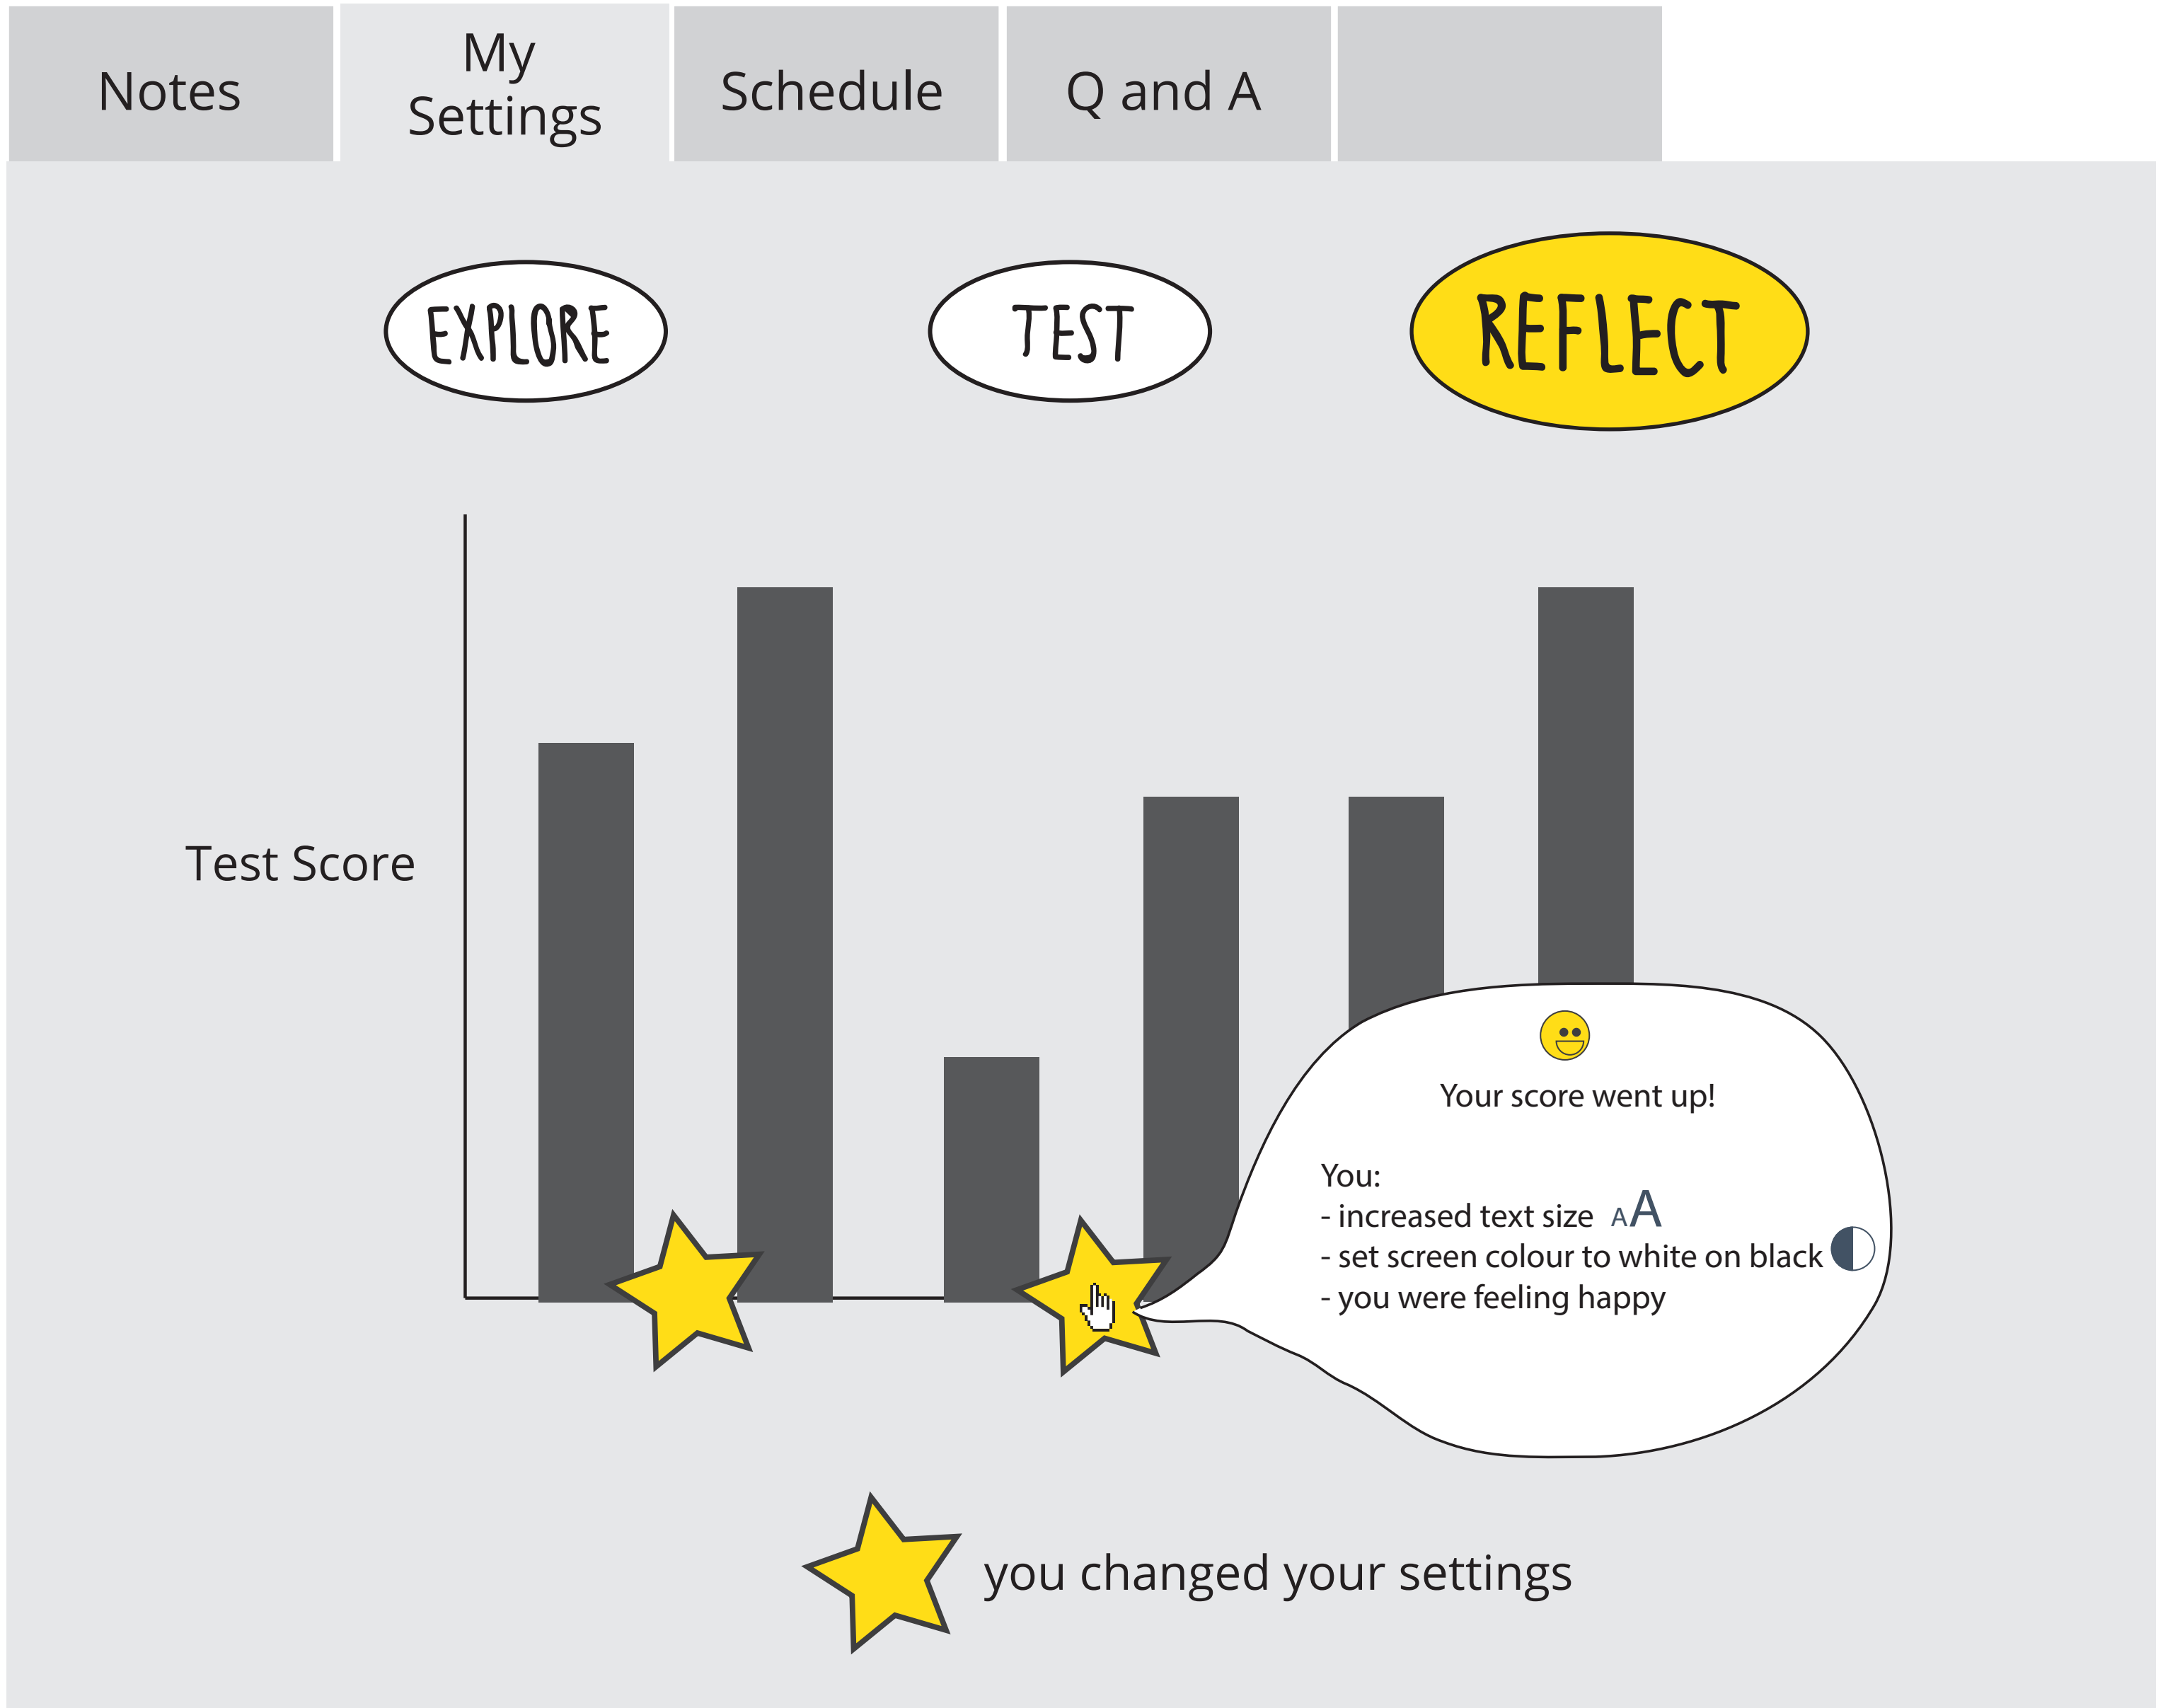 Notes
My
Settings
Schedule
Q and A
EXPLORE
TEST
REFLECT
Test Score
Your score went up!
You:
- increased text size AA
- set screen colour to white on black
- you were feeling happy
you changed your settings